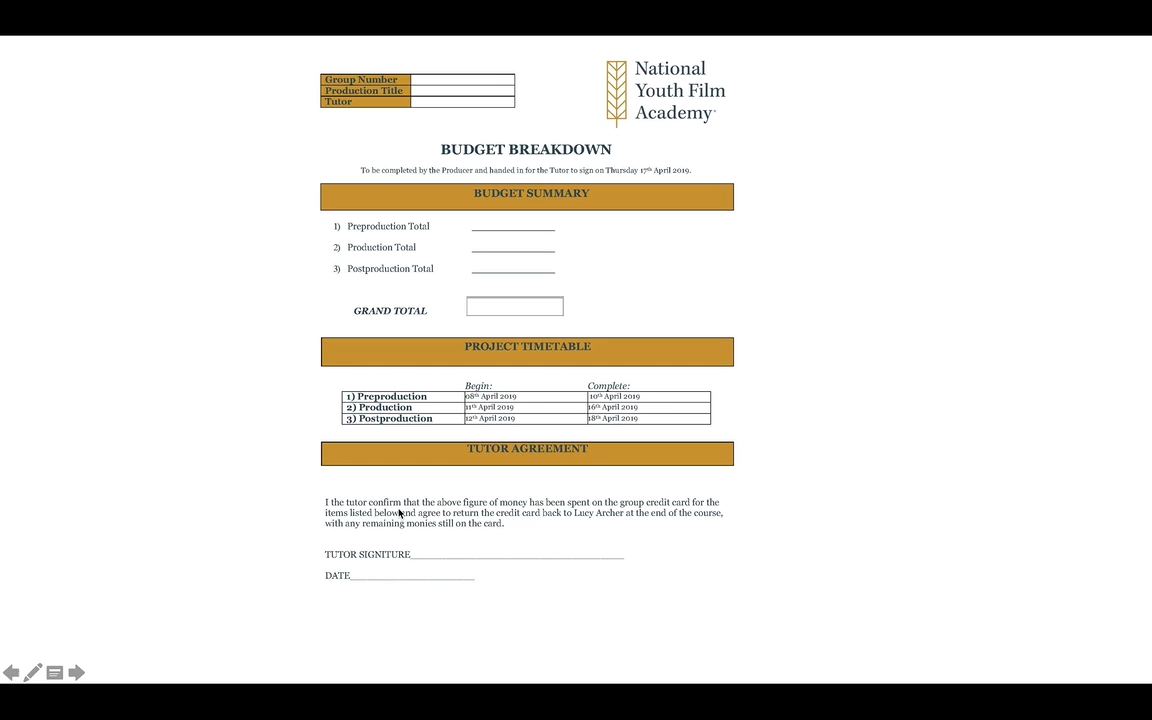 Group Number
Production Title
Tutor
National
Youth Film
Academy
BUDGET BREAKDOWN
To be completed by the Producer and handed in for the Tutor to sign on Thursday 17th April 2019.
BUDGET SUMMARY
1) Preproduction Total
2) Production Total
3) Postproduction Total
GRAND TOTAL
PROJECT TIMETABLE
Begin: Complete:
1) Preproduction 08th April 2019 10th April 2019
2) Production 11th April 2019 16th April 2019
3) Postproduction 12th April 2019 18th April 2019
TUTOR AGREEMENT
I the tutor confirm that the above figure of money has been spent on the group credit card for the
items listed below and agree to return the credit card back to Lucy Archer at the end of the course,
with any remaining monies still on the card.
TUTOR SIGNITURE
DATE